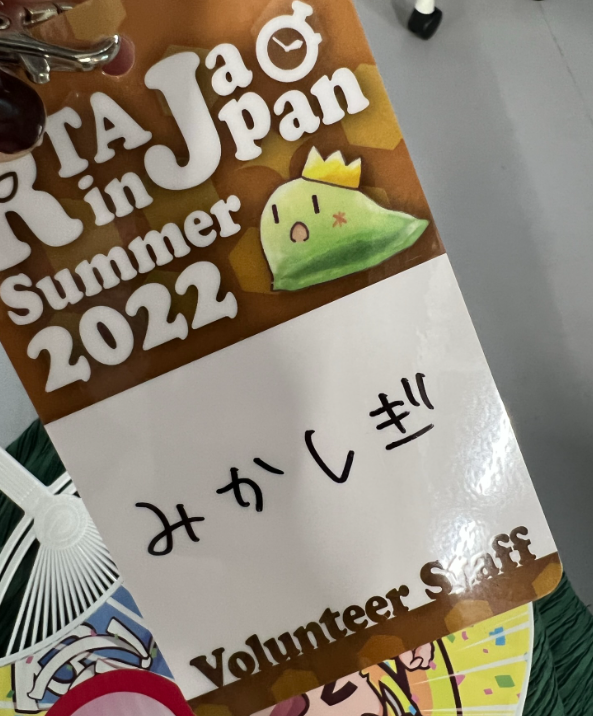 RTA
in
Japan
Summer
2022
みかしぎ
Volunteer Staff